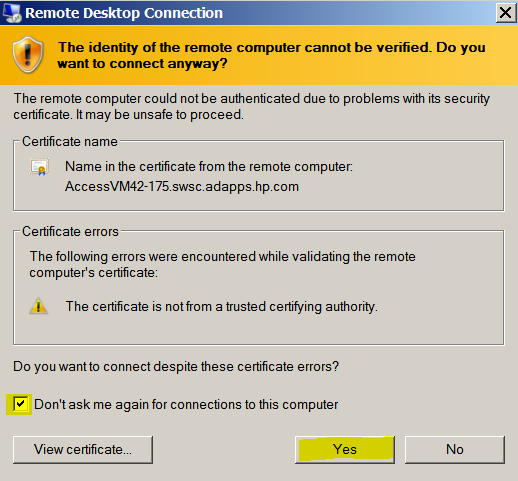 Remote Desktop Connection
The identity of the remote computer cannot be verified. Do you
want to connect anyway?
The remote computer could not be authenticated due to problems with its security
certificate. It may be unsafe to proceed.
Certificate name
Name in the certificate from the remote computer:
AccessVM42-175.swsc.adapps.hp.com
Certificate errors
The following errors were encountered while validating the remote
computer's certificate:
The certificate is not from a trusted certifying authority.
Do you want to connect despite these certificate errors?
Don't ask me again for connections to this computer
View certificate... Yes No